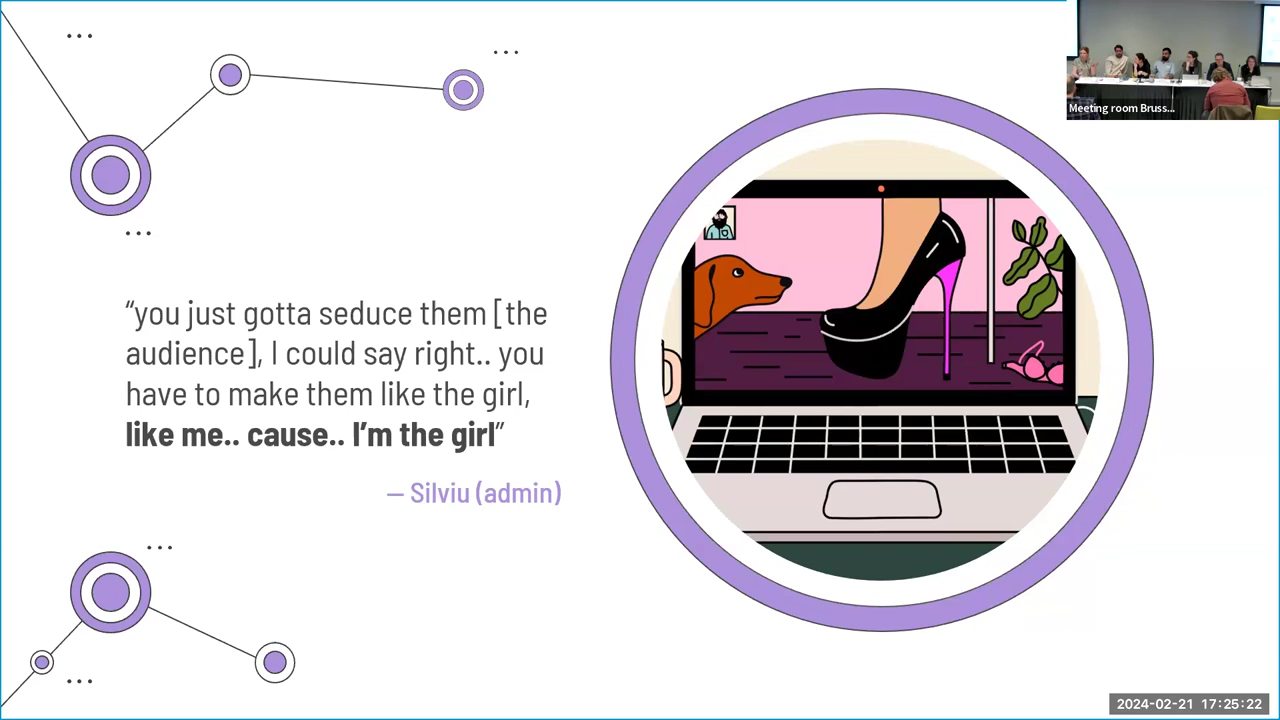 Meeting room Bruss...
“you just gotta seduce them [the
audience], I could say right.. you
have to make them like the girl,
like me.. cause.. I’m the girl”
– Silviu (admin)
2024-02-21 17:25:22